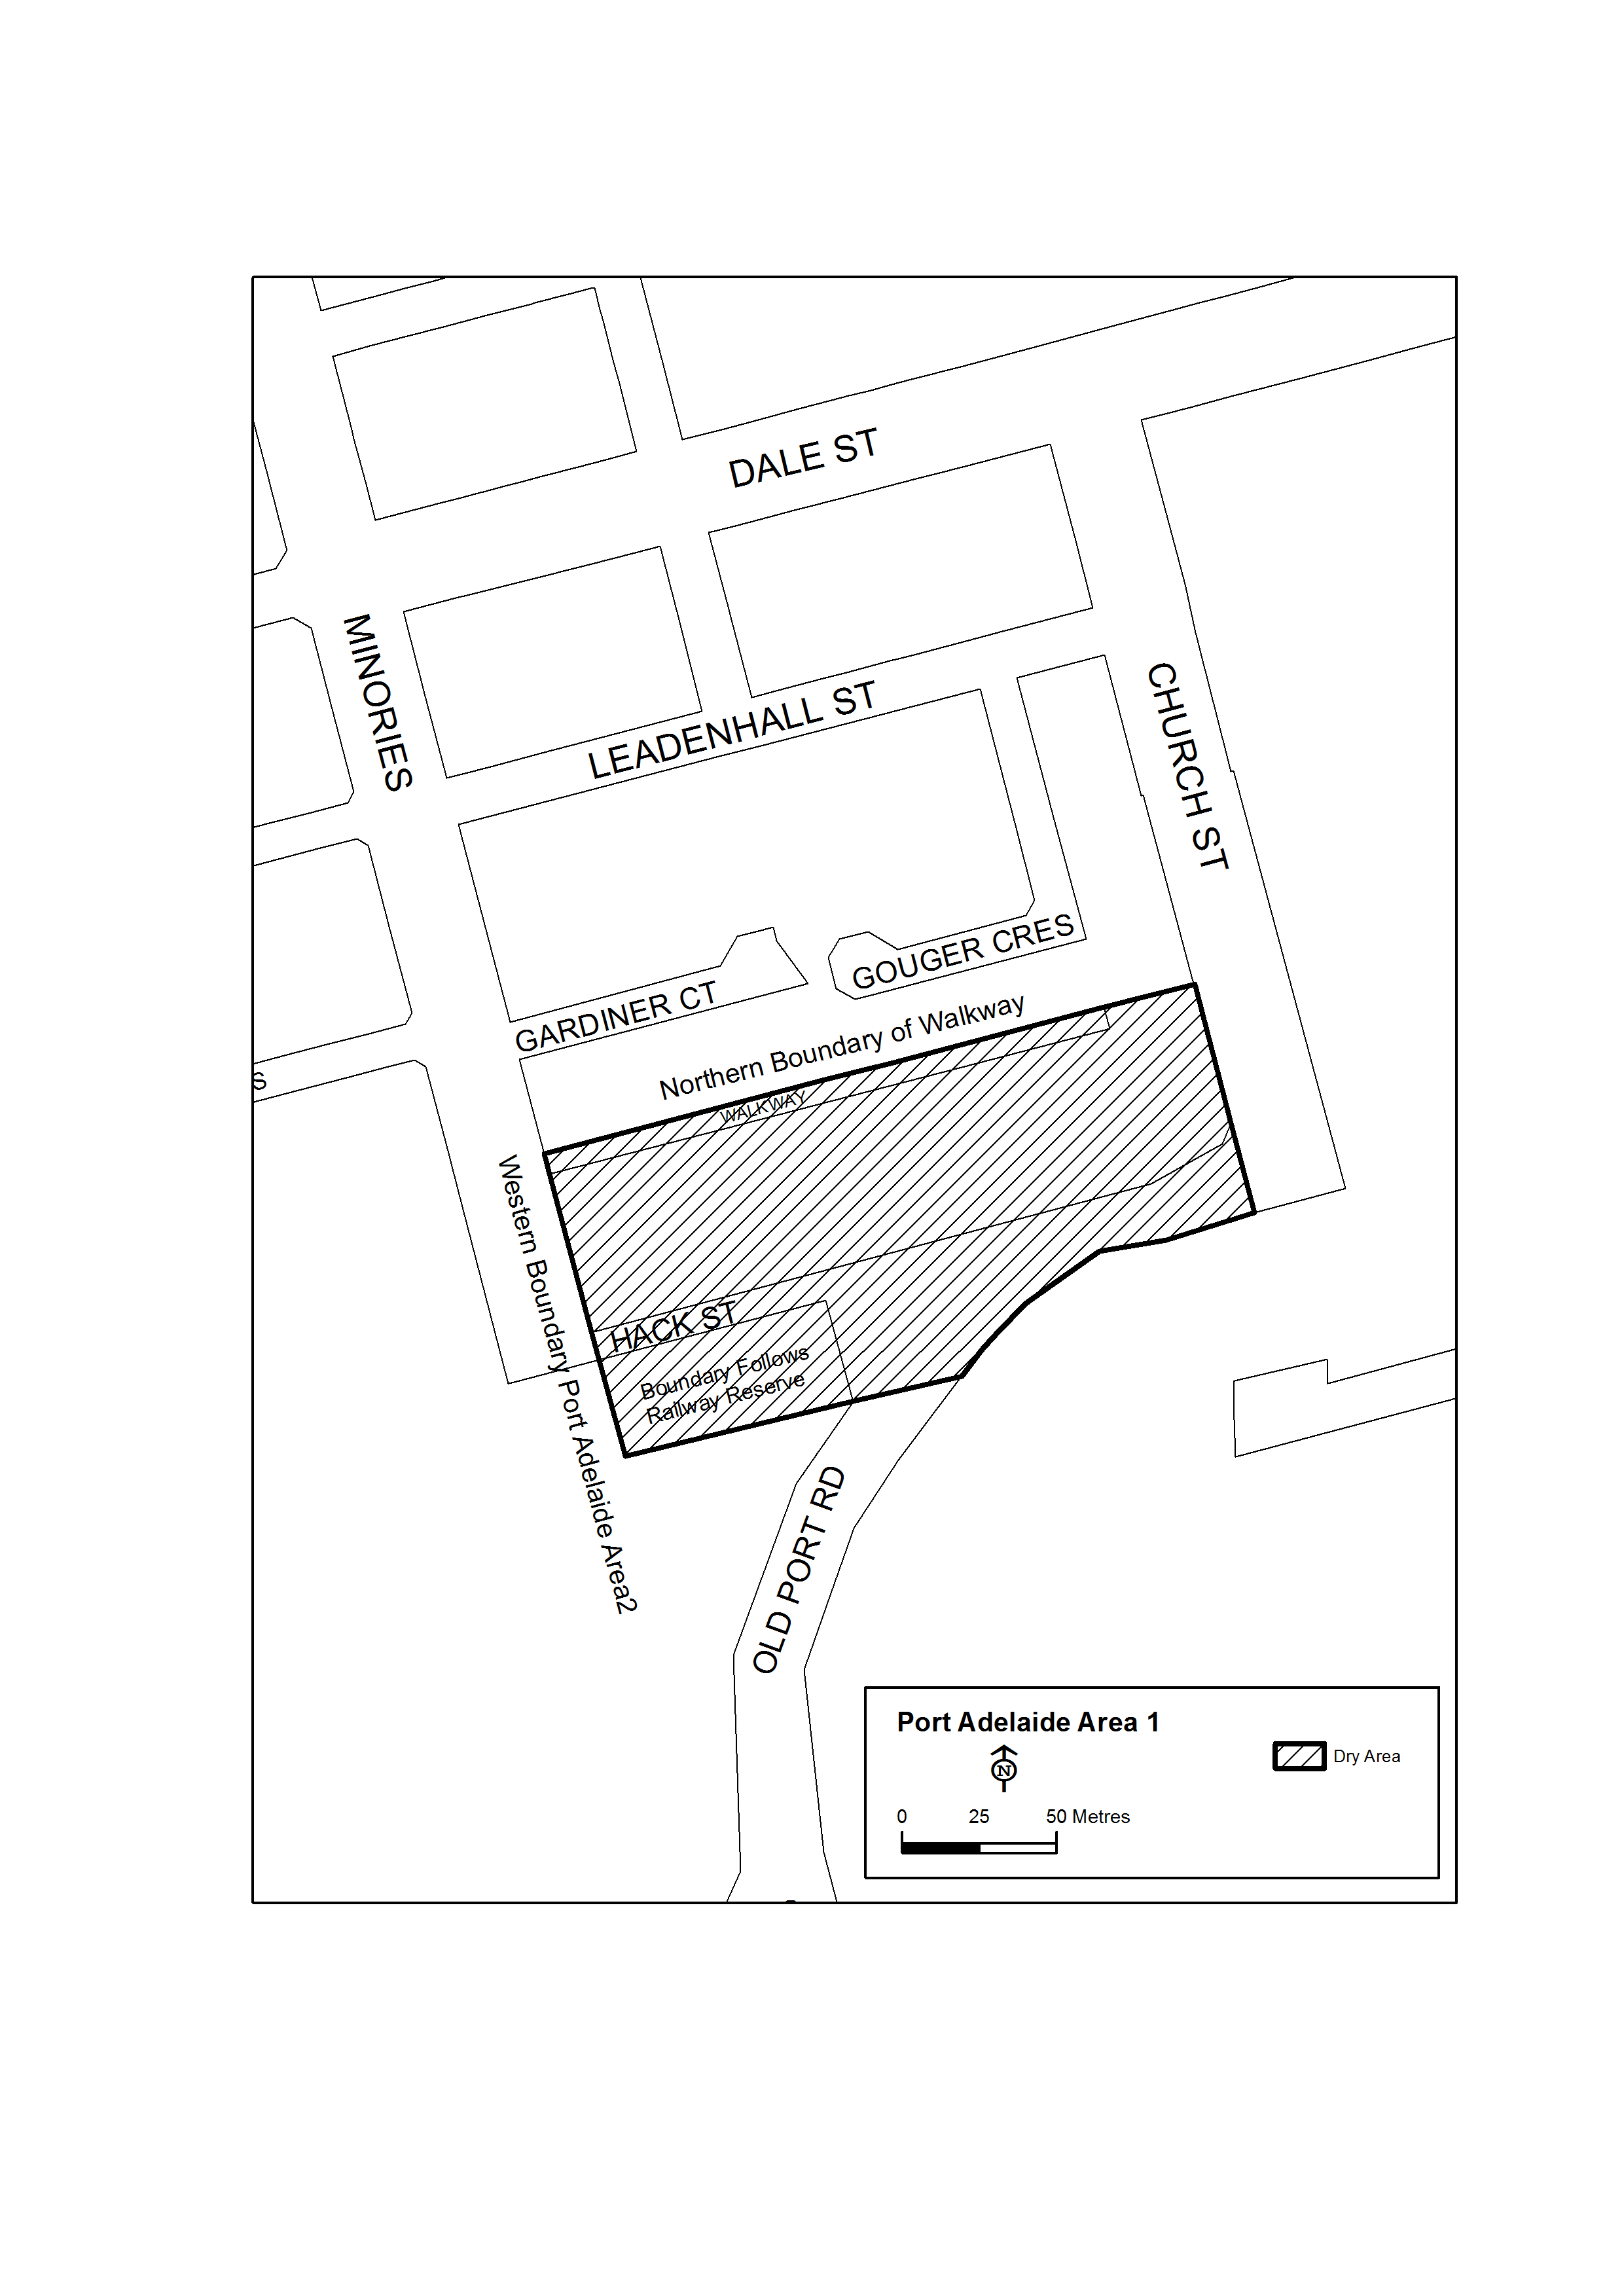 DALE ST
MINORIES
CHURCH ST
LEADENHALL ST
GOUGER CRES
GARDINER CT
Northern Boundary of Walkway
S
WALKWAY
Western Boundary Port Adelaide Area2
HACK ST
Boundary Follows
Railway Reserve
OLD PORT RD
Port Adelaide Area 1
N
Dry Area
0 25 50 Metres